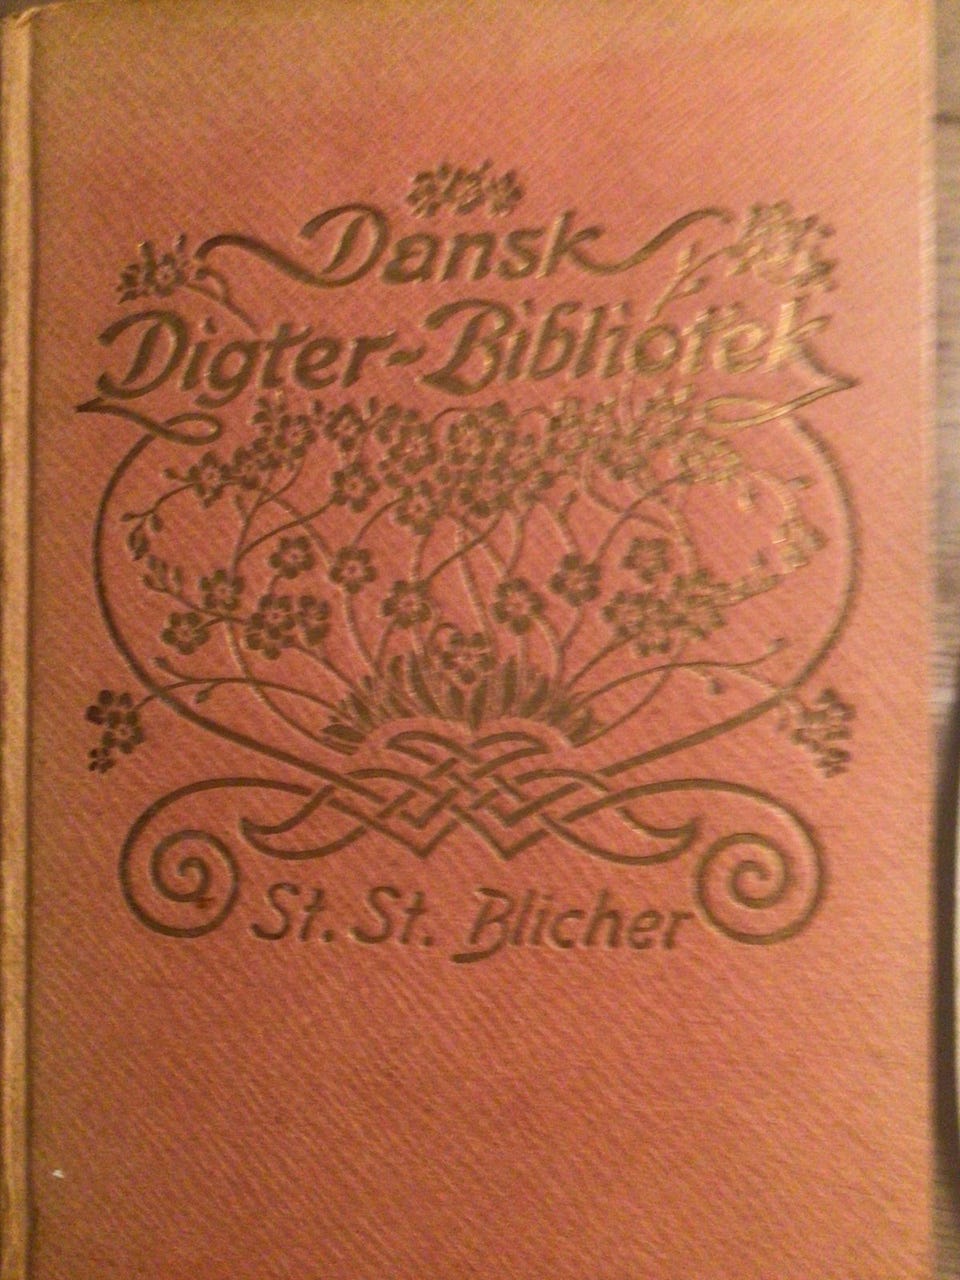 Dansk
Digter-Bibliotek
St. St. Blicher